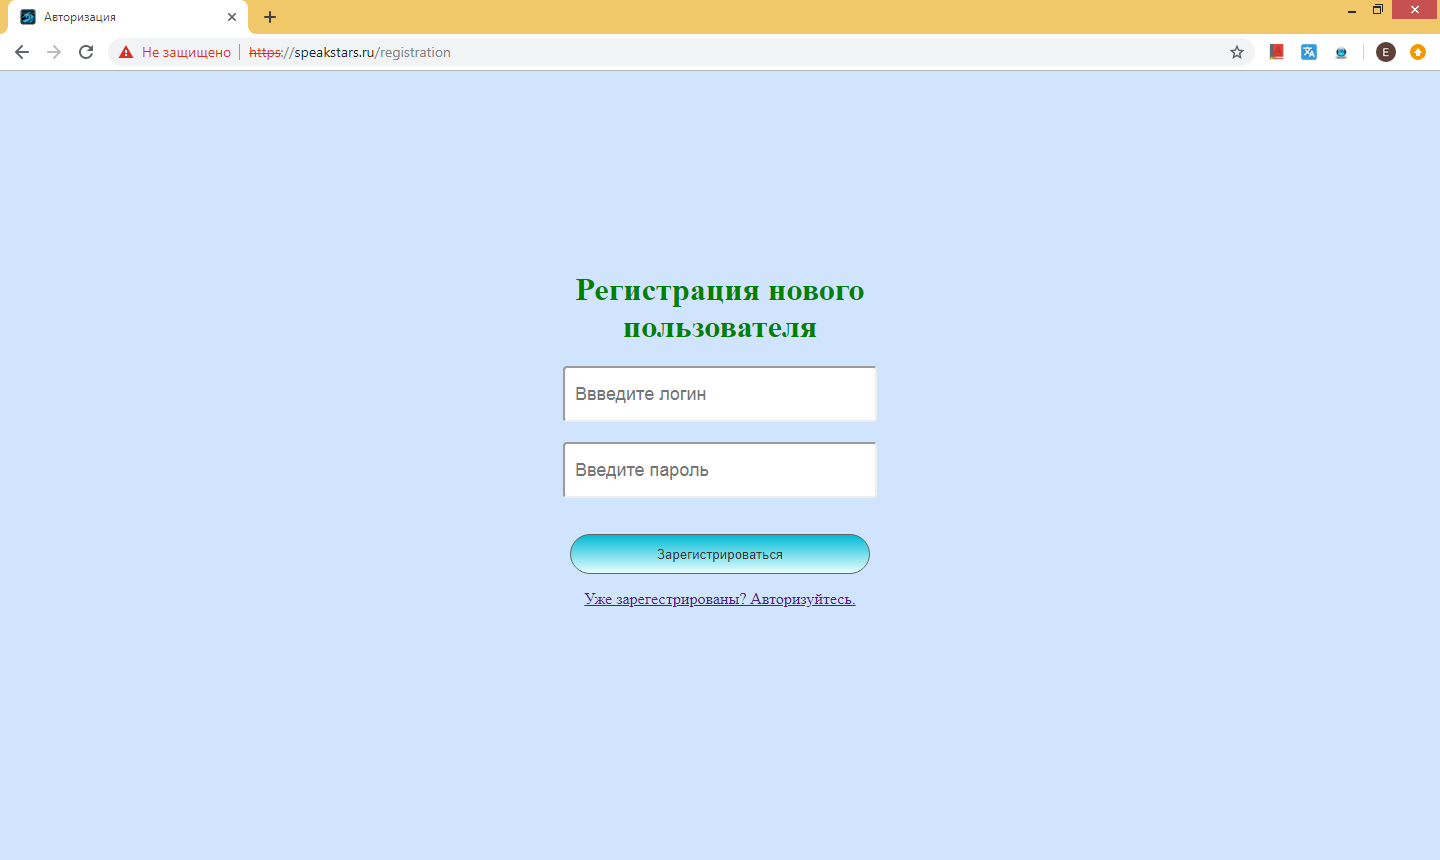 Авторизация
Не защищено
https://speakstars.ru/registration
E
Регистрация нового
пользователя
Ввведите логин
Введите пароль
Зарегистрироваться
Уже зарегестрированы? Авторизуйтесь.